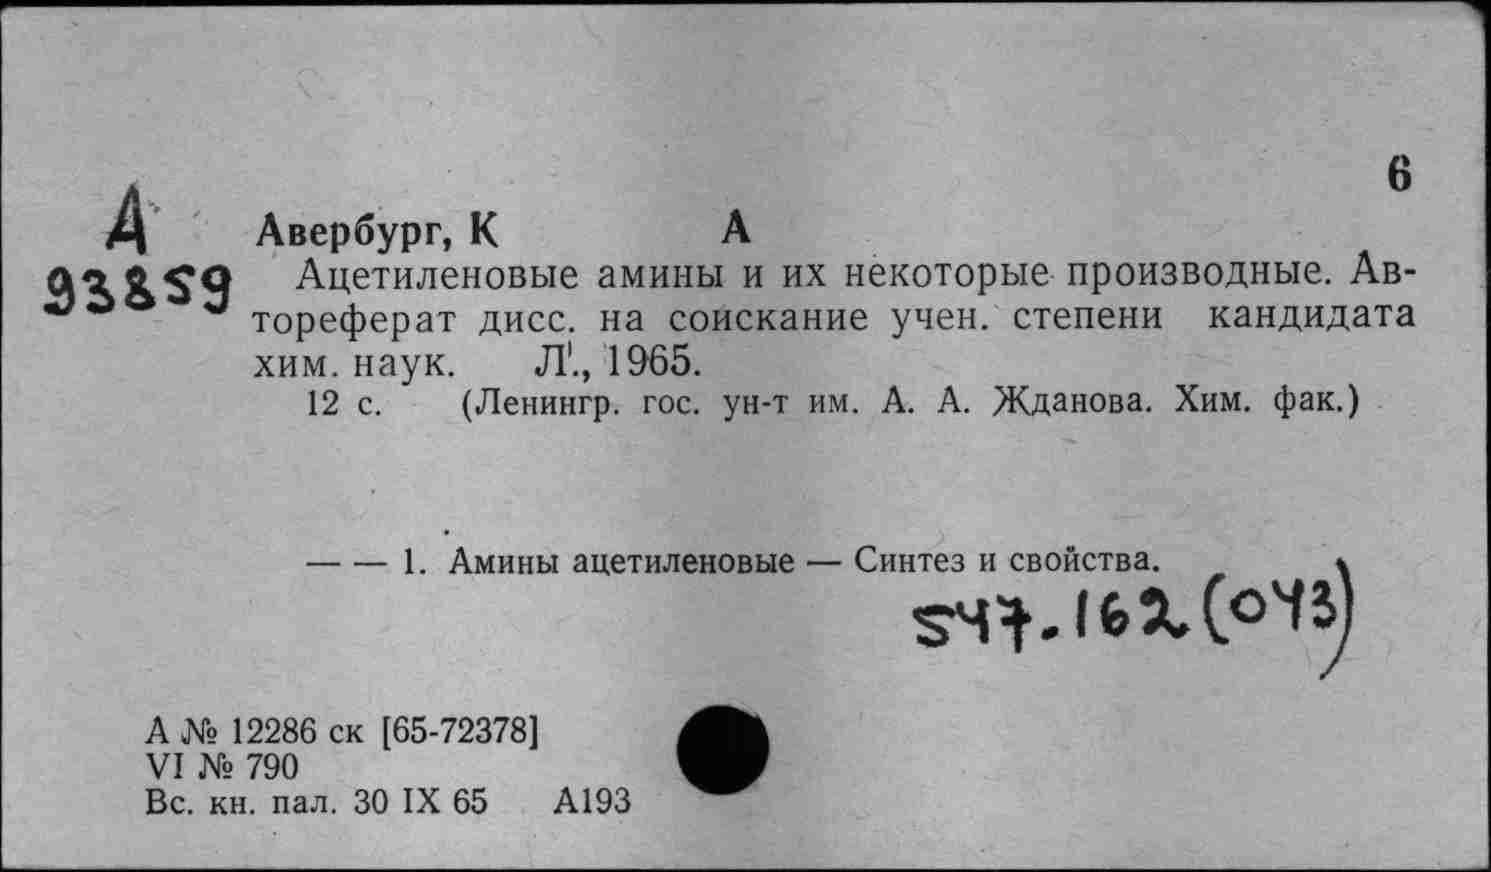 6
Д Авербург, К А
93859 Ацетиленовые амины и их некоторые производные. Ав-
тореферат дисс. на соискание учен. степени кандидата
хим. наук. Л., 1965.
12 с. (Ленингр. гос. ун-т им. А. А. Жданова. Хим. фак.)
— — 1. Амины ацетиленовые — Синтез и свойства.
547.162(043)
А № 12286 ск [65-72378]
VI № 790
Вс. кн. пал. 30 IX 65 А193